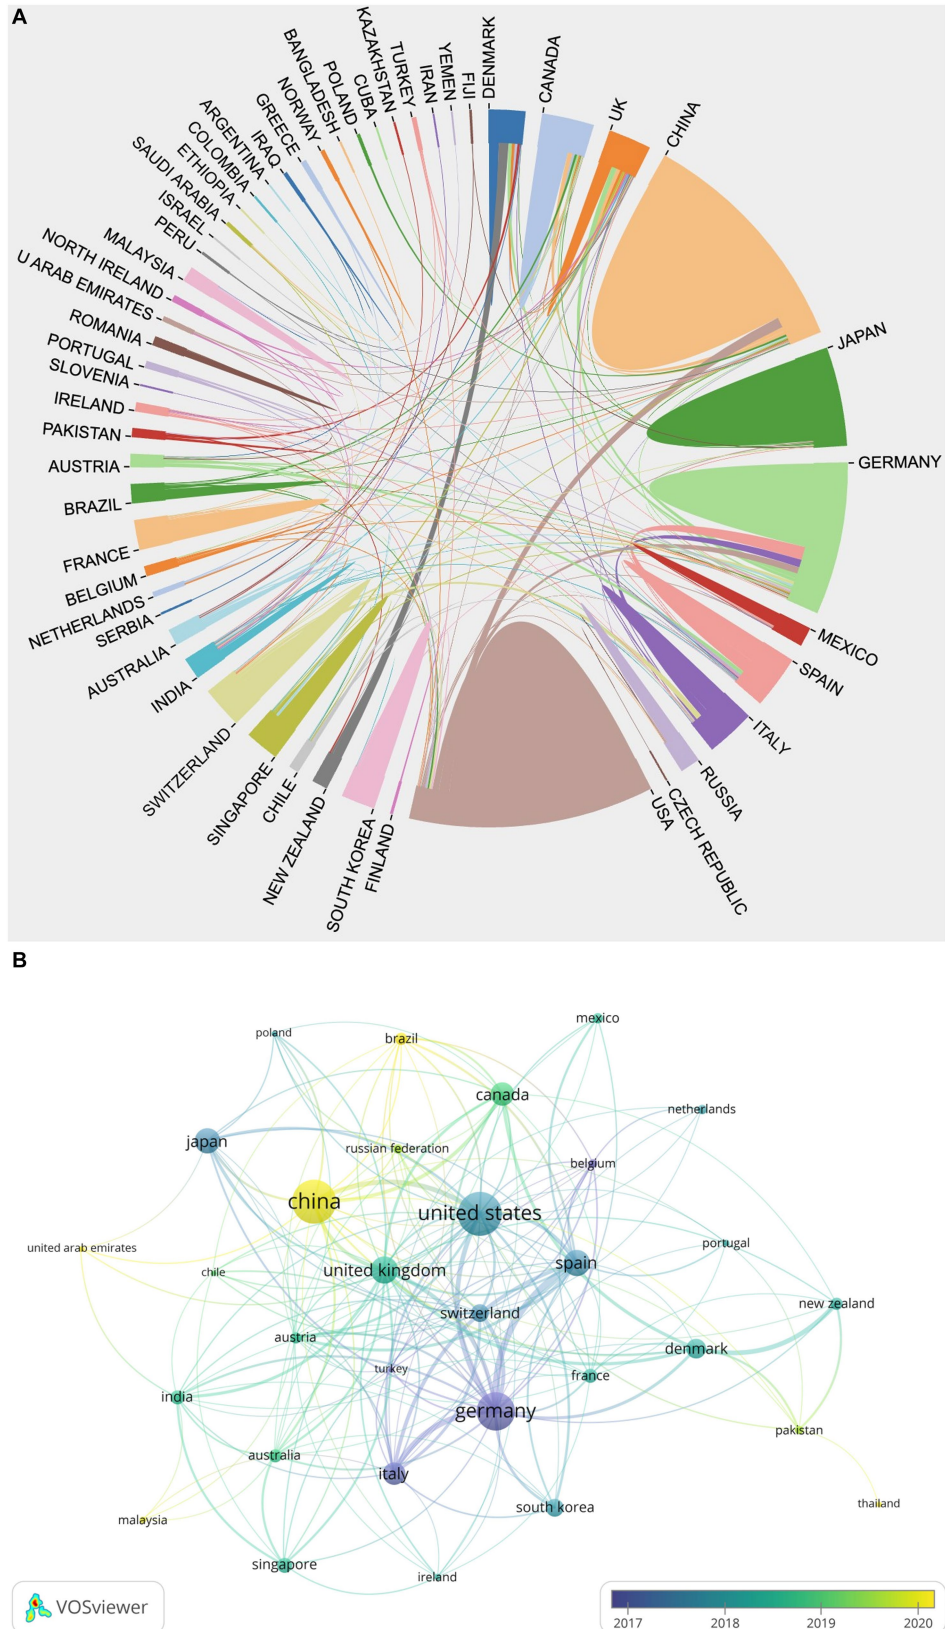 A
DENMARK
CANADA
UK
CHINA
JAPAN
GERMANY
MEXICO
SPAIN
ITALY
RUSSIA
CZECH REPUBLIC
USA
FINLAND
SOUTH KOREA
NEW ZEALAND
CHILE
SINGAPORE
SWITZERLAND
INDIA
AUSTRALIA
SERBIA
NETHERLANDS
BELGIUM
FRANCE
BRAZIL
AUSTRIA
PAKISTAN
IRELAND
SLOVENIA
PORTUGAL
ROMANIA
U ARAB EMIRATES
NORTH IRELAND
MALAYSIA
PERU
ISRAEL
SAUDI ARABIA
ETHIOPIA
COLOMBIA
ARGENTINA
IRAQ
GREECE
NORWAY
BANGLADESH
POLAND
CUBA
KAZAKHSTAN
TURKEY
IRAN
YEMEN
FIJI
B
mexico
poland
brazil
canada
netherlands
japan
russian federation
belgium
china
united states
united arab emirates
portugal
chile
united kingdom
spain
new zealand
switzerland
austria
denmark
turkey
france
india
germany
pakistan
australia
italy
thailand
south korea
malaysia
singapore
ireland
VOSviewer
2017 2018 2019 2020